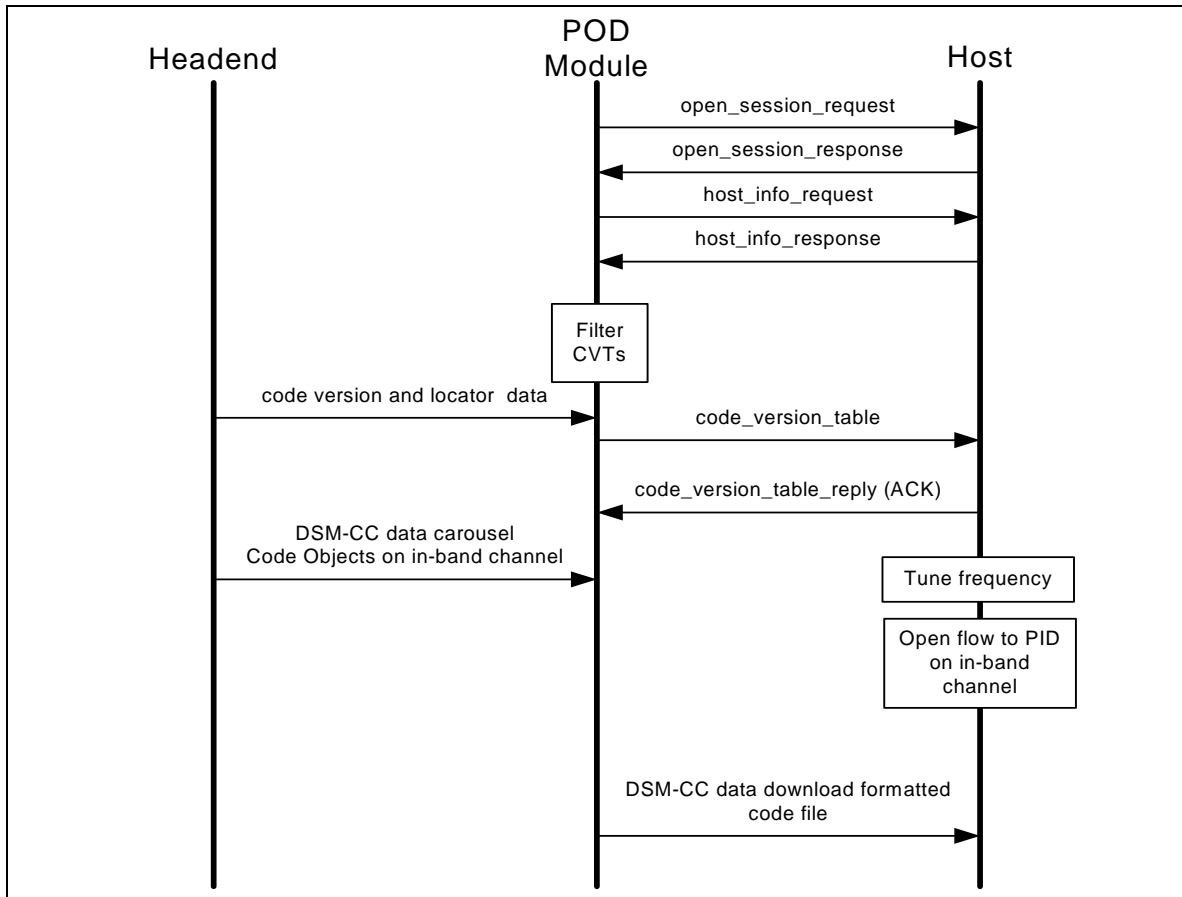 Headend
POD
Module
Host
open_session_request
open_session_response
host_info_request
host_info_response
Filter
CVTs
code version and locator data
code_version_table
code_version_table_reply (ACK)
DSM-CC data carousel
Code Objects on in-band channel
Tune frequency
Open flow to PID
on in-band
channel
DSM-CC data download formatted
code file